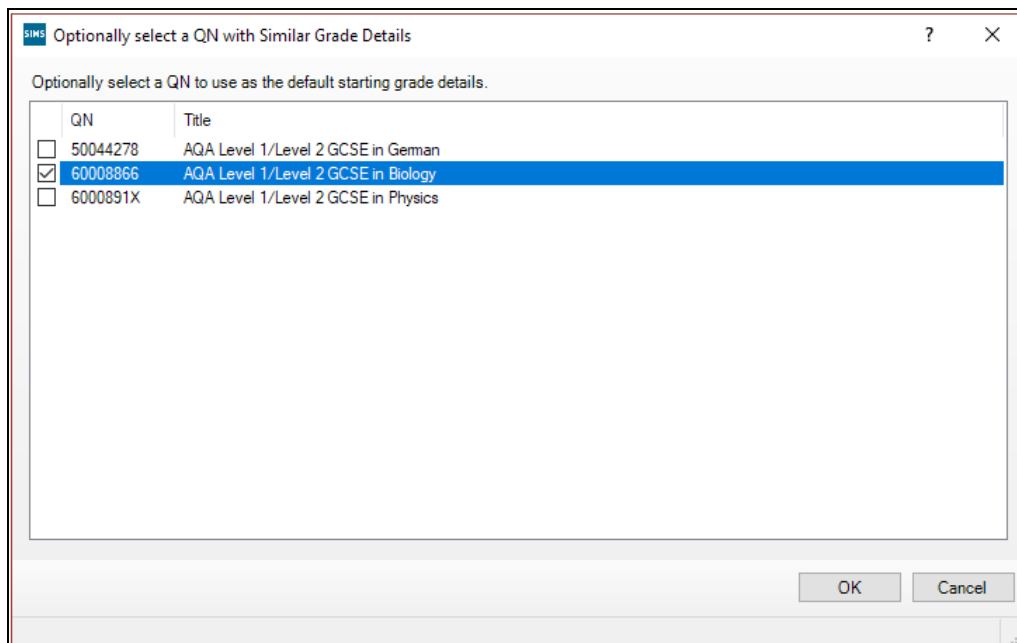 SIMS Optionally select a QN with Similar Grade Details ?
Optionally select a QN to use as the default starting grade details.
QN Title
50044278 AQA Level 1/Level 2 GCSE in German
60008866 AQA Level 1/Level 2 GCSE in Biology
6000891X AQA Level 1/Level 2 GCSE in Physics
OK Cancel